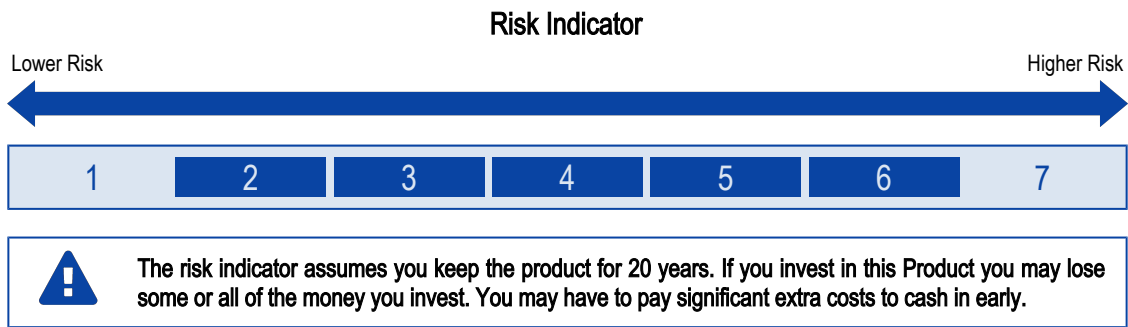 Risk Indicator
Lower Risk Higher Risk
1 2 3 4 5 6 7
The risk indicator assumes you keep the product for 20 years. If you invest in this Product you may lose
some or all of the money you invest. You may have to pay significant extra costs to cash in early.